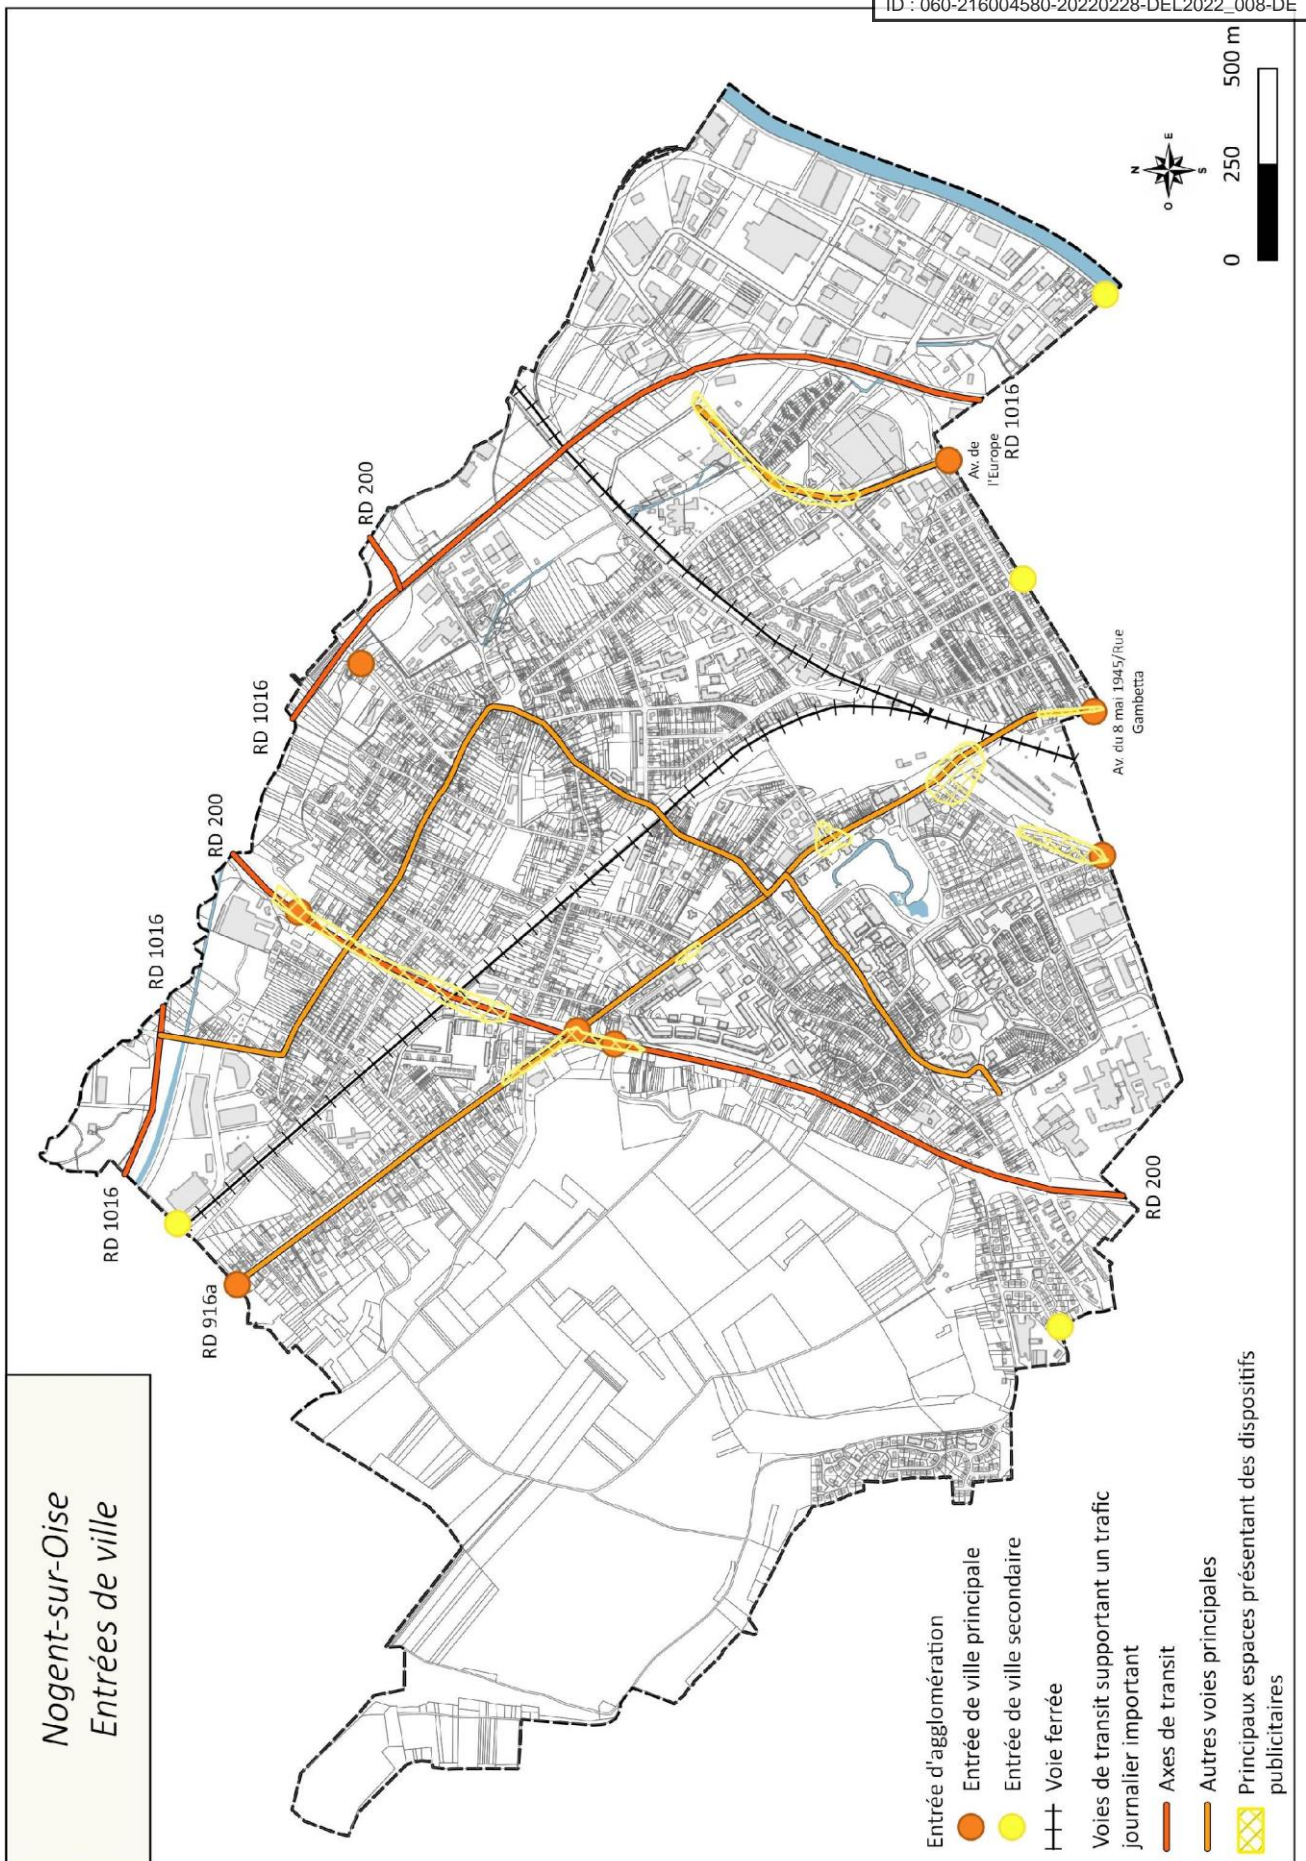 ID : 060-216004580-20220228-DEL2022_008-DE
Nogent-sur-Oise
Entrées de ville
RD 916a
RD 1016
RD 1016
RD 200
RD 1016
RD 200
RD 1016
Av. de
l'Europe
Av. du 8 mai 1945/Rue
Gambetta
RD 200
N
O
E
S
0
250
500 m
Entrée d'agglomération
Entrée de ville principale
Entrée de ville secondaire
Voie ferrée
Voies de transit supportant un trafic
journalier important
Axes de transit
Autres voies principales
Principaux espaces présentant des dispositifs
publicitaires